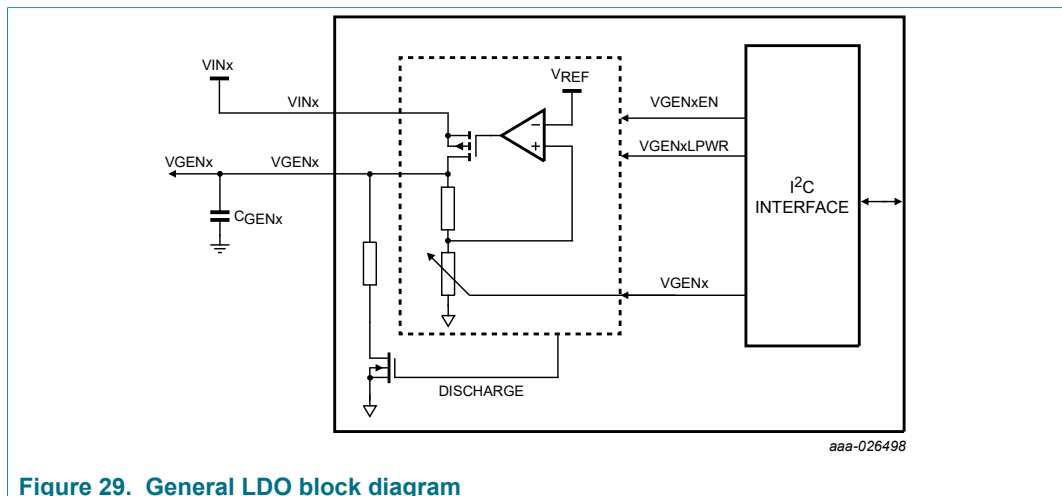 VINx
VINx
VREF
VGENxEN
VGENx
VGENx
VGENxLPWR
CGENx
I2C
INTERFACE
VGENx
DISCHARGE
−
+
aaa-026498
Figure 29. General LDO block diagram